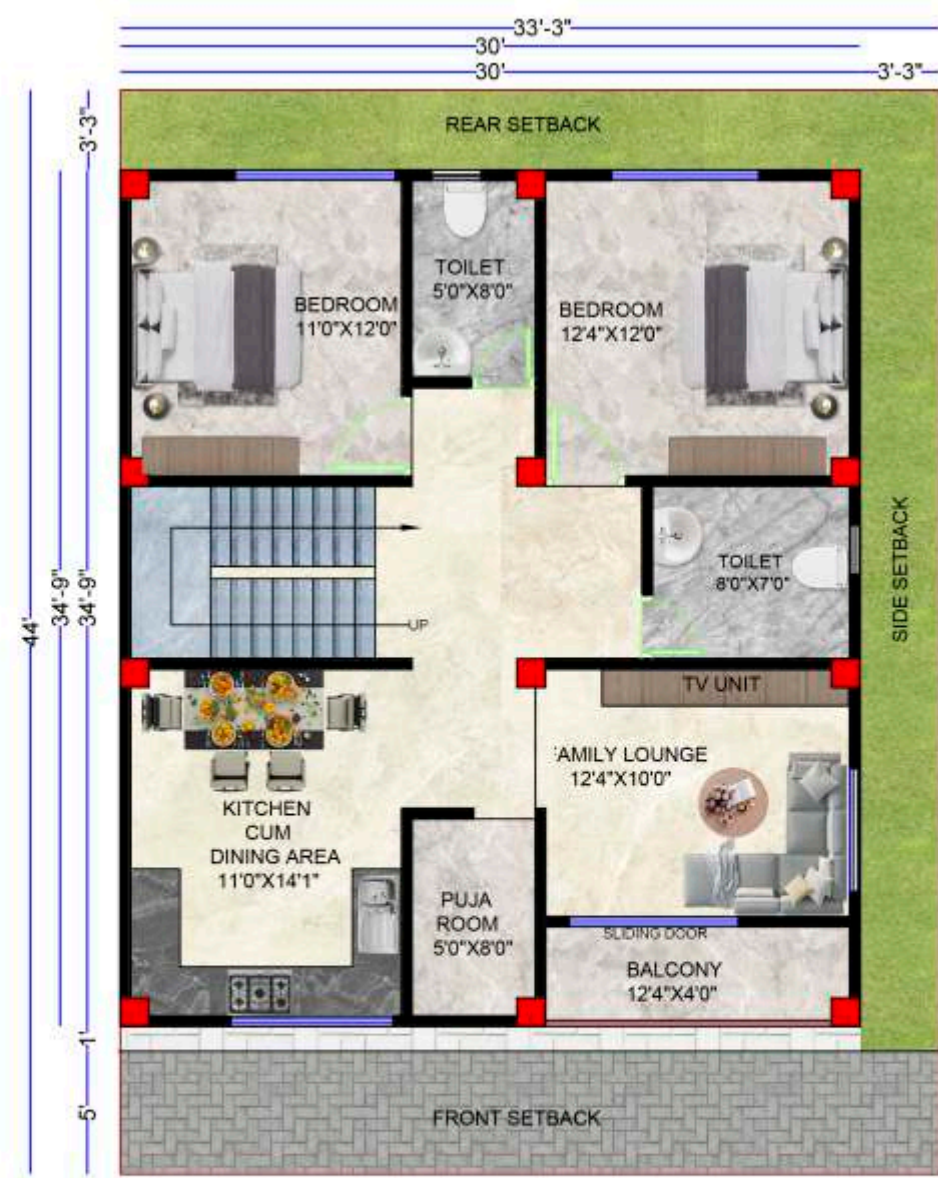 33'-3"
30'
30'
3'-3"
3'-3"
REAR SETBACK
TOILET
5'0"X8'0"
BEDROOM
11'0"X12'0"
BEDROOM
12'4"X12'0"
44'
34'-9"
34'-9"
SIDE SETBACK
TOILET
8'0"X7'0"
UP
TV UNIT
AMILY LOUNGE
12'4"X10'0"
KITCHEN
CUM
DINING AREA
11'0"X14'1"
PUJA
ROOM
5'0"X8'0"
SLIDING DOOR
BALCONY
12'4"X4'0"
1'
5'
FRONT SETBACK